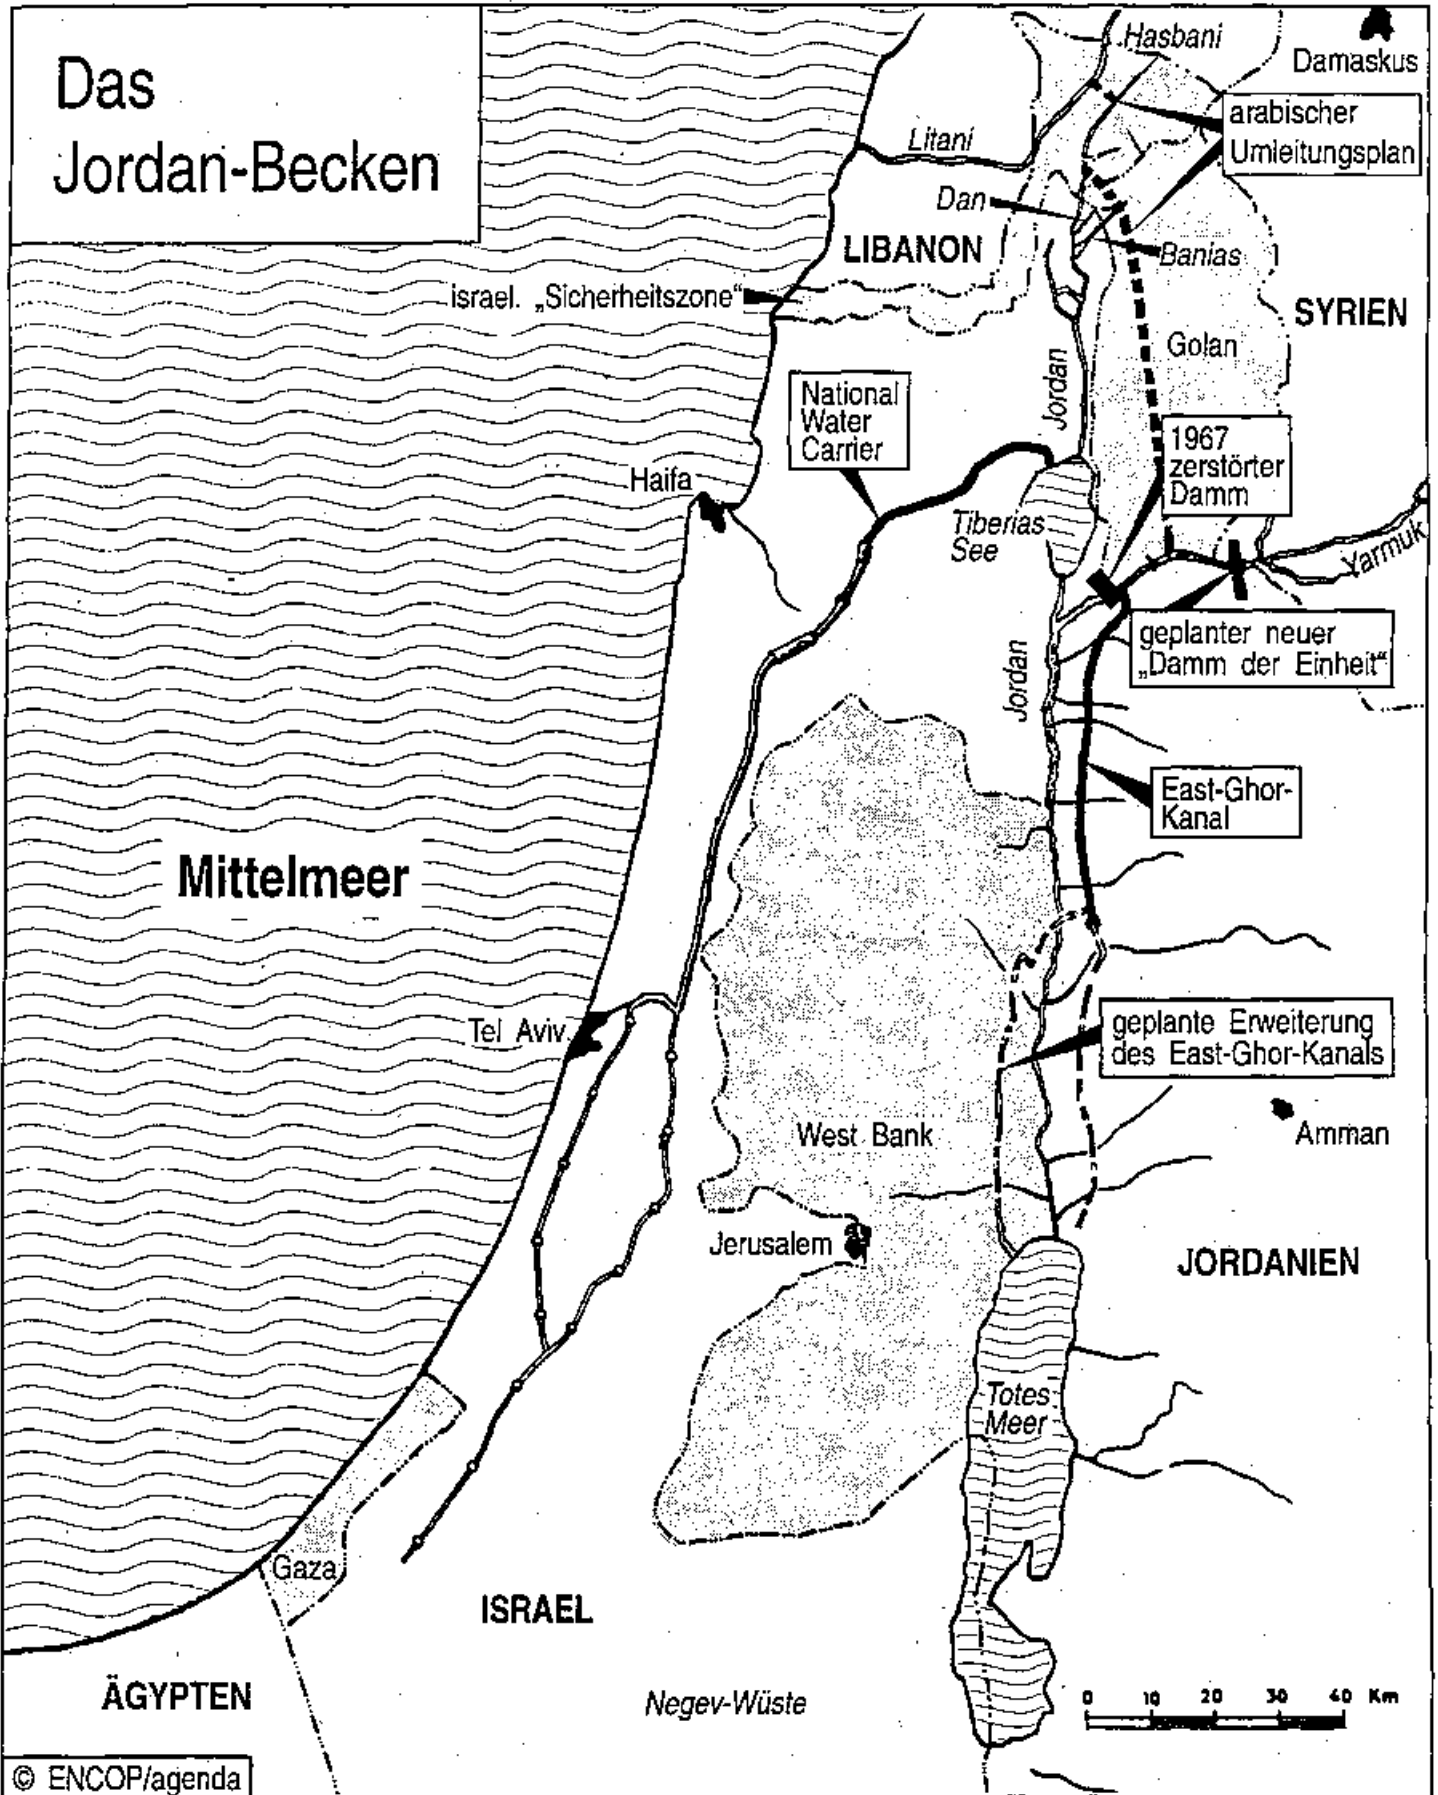 Das
Jordan-Becken
Hasbani
Damaskus
arabischer
Umleitungsplan
Litani
Dan
LIBANON
Banias
israel. „Sicherheitszone“
SYRIEN
Golan
Jordan
National
Water
Carrier
1967
zerstörter
Damm
Haifa
Tiberias
See
Yarmuk
geplanter neuer
„Damm der Einheit“
Jordan
East-Ghor-
Kanal
Mittelmeer
Tel Aviv
geplante Erweiterung
des East-Ghor-Kanals
West Bank
Amman
Jerusalem
JORDANIEN
Totes
Meer
Gaza
ISRAEL
ÄGYPTEN
Negev-Wüste
0 10 20 30 40 Km
© ENCOP/agenda